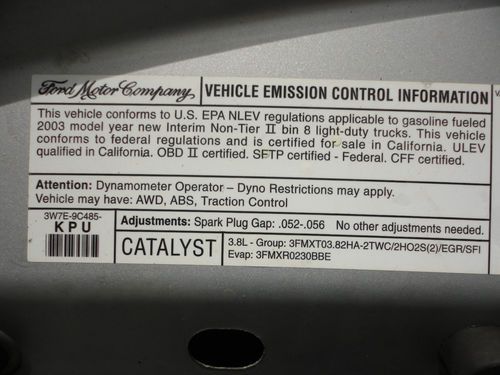 Ford Motor Company
VEHICLE EMISSION CONTROL INFORMATION
This vehicle conforms to U.S. EPA NLEV regulations applicable to gasoline fueled
2003 model year new Interim Non-Tier II bin 8 light-duty trucks. This vehicle
conforms to federal regulations and is certified for sale in California. ULEV
qualified in California. OBD II certified. SFTP certified - Federal. CFF certified.
Attention: Dynamometer Operator – Dyno Restrictions may apply.
Vehicle may have: AWD, ABS, Traction Control
3W7E-9C485-
KPU
Adjustments: Spark Plug Gap: .052-.056 No other adjustments needed.
CATALYST
3.8L - Group: 3FMXT03.82HA-2TWC/2HO2S(2)/EGR/SFI
Evap: 3FMXR0230BBE